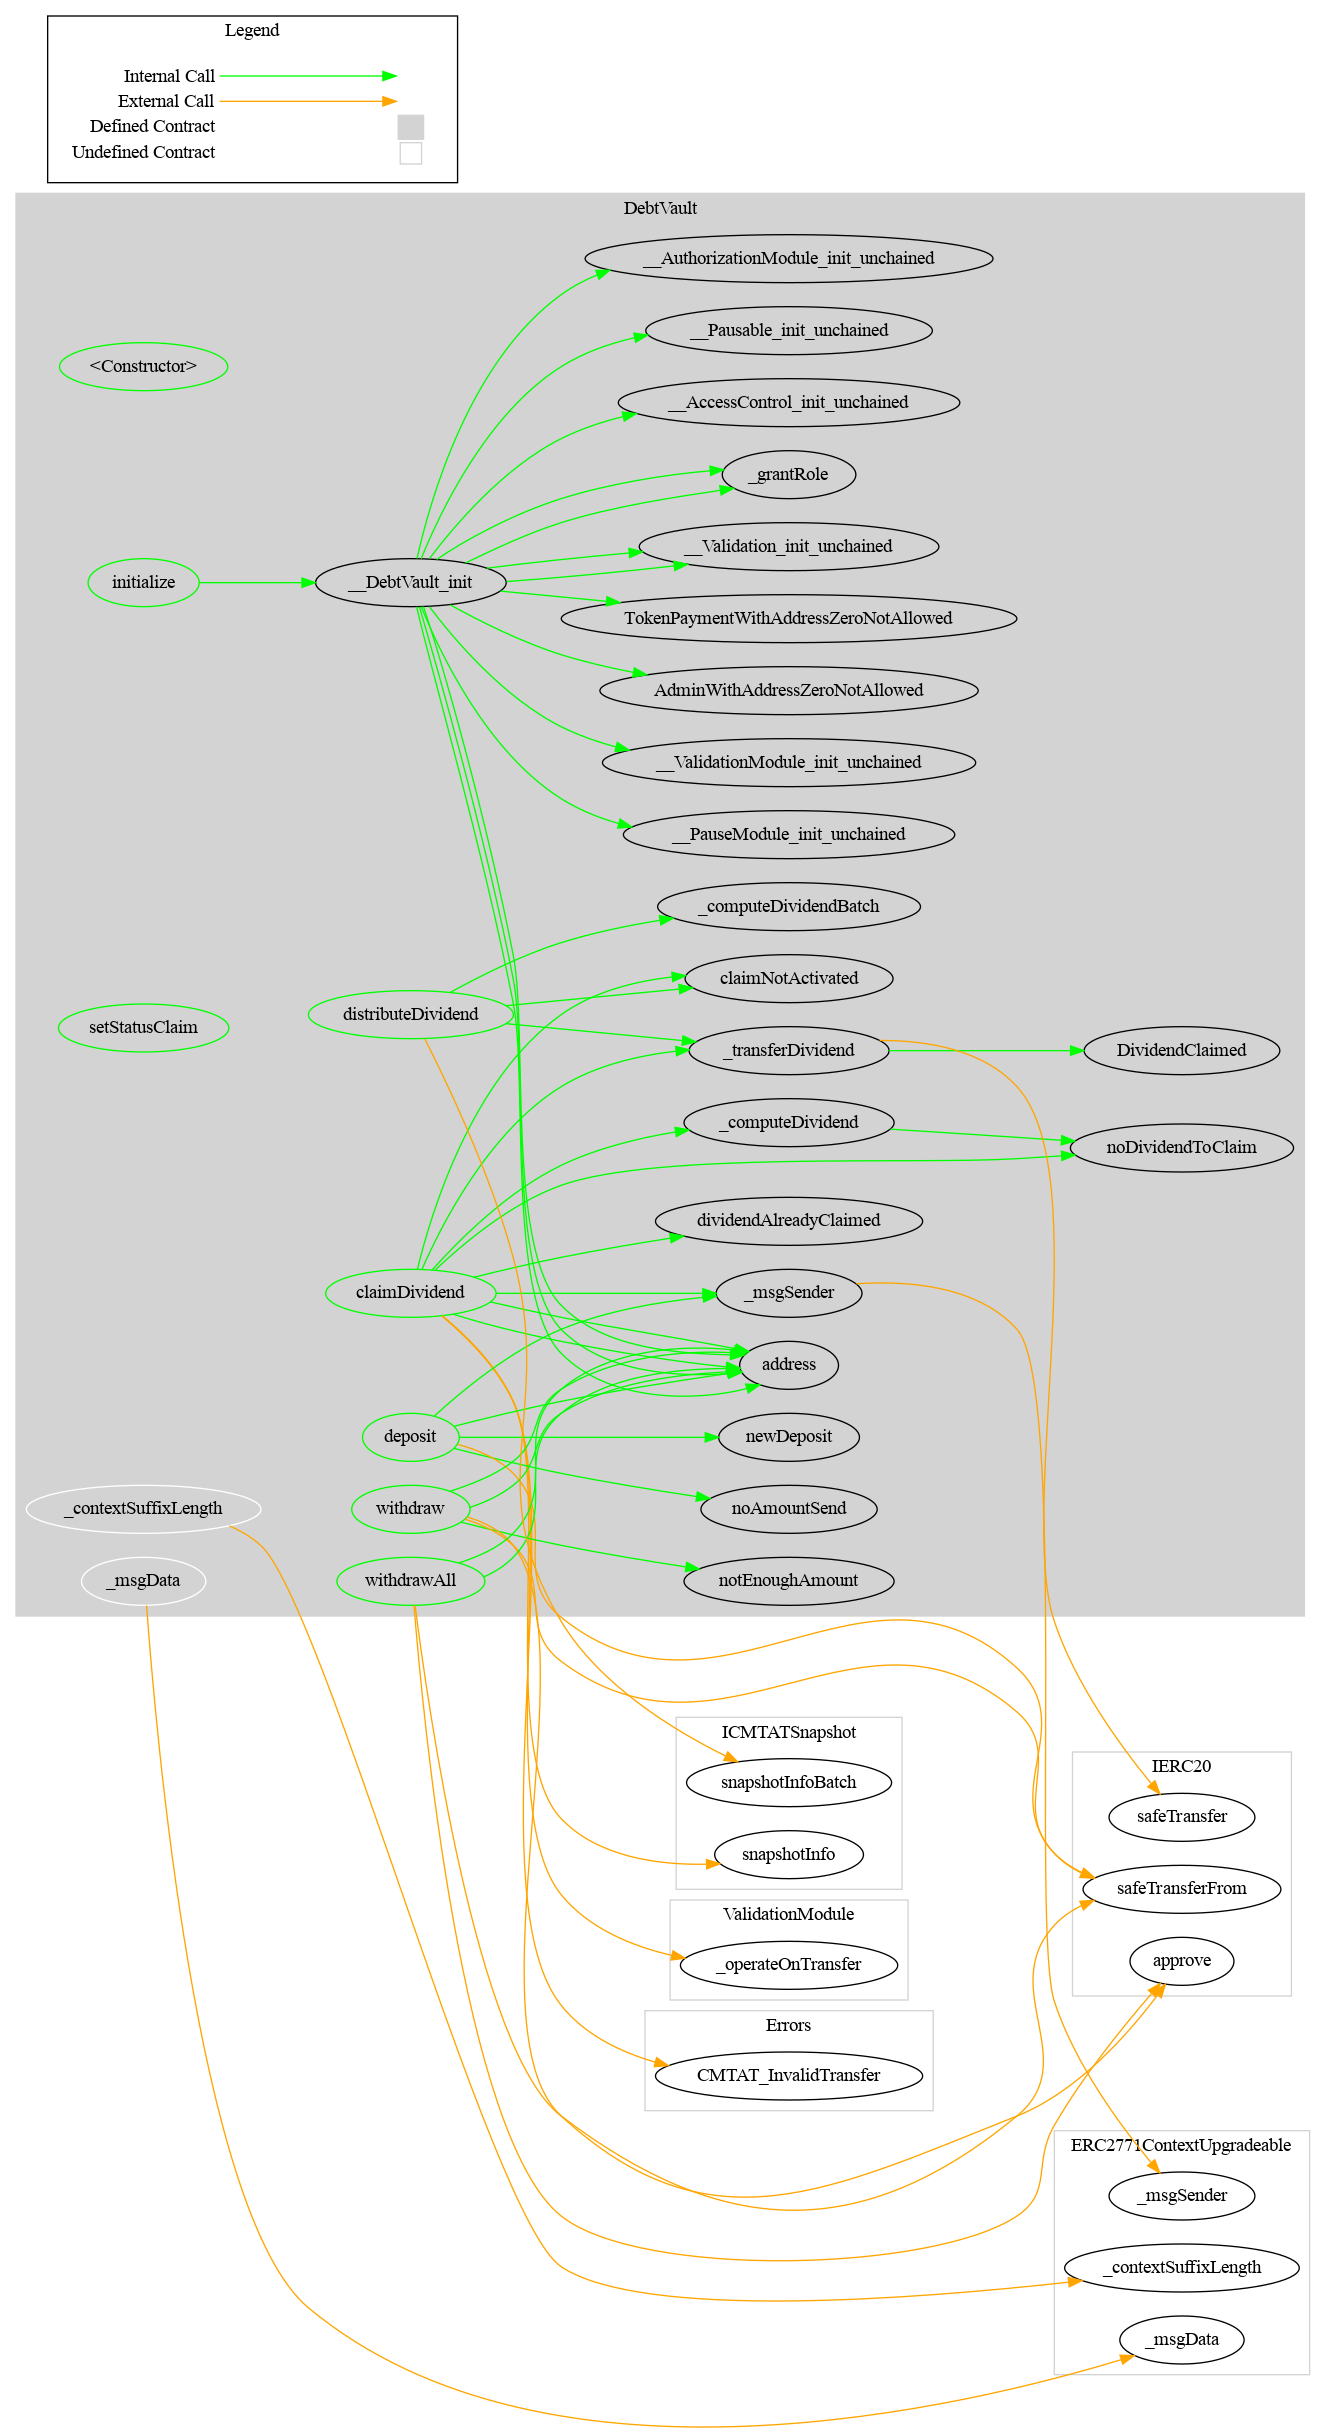 Legend
Internal Call
External Call
Defined Contract
Undefined Contract
DebtVault
__AuthorizationModule_init_unchained
__Pausable_init_unchained
<Constructor>
__AccessControl_init_unchained
_grantRole
__Validation_init_unchained
initialize
__DebtVault_init
TokenPaymentWithAddressZeroNotAllowed
AdminWithAddressZeroNotAllowed
__ValidationModule_init_unchained
__PauseModule_init_unchained
_computeDividendBatch
claimNotActivated
setStatusClaim
distributeDividend
_transferDividend
DividendClaimed
_computeDividend
noDividendToClaim
dividendAlreadyClaimed
claimDividend
_msgSender
address
deposit
newDeposit
_contextSuffixLength
withdraw
noAmountSend
_msgData
withdrawAll
notEnoughAmount
ICMTATSnapshot
snapshotInfoBatch
snapshotInfo
IERC20
safeTransfer
safeTransferFrom
approve
ValidationModule
_operateOnTransfer
Errors
CMTAT_InvalidTransfer
ERC2771ContextUpgradeable
_msgSender
_contextSuffixLength
_msgData